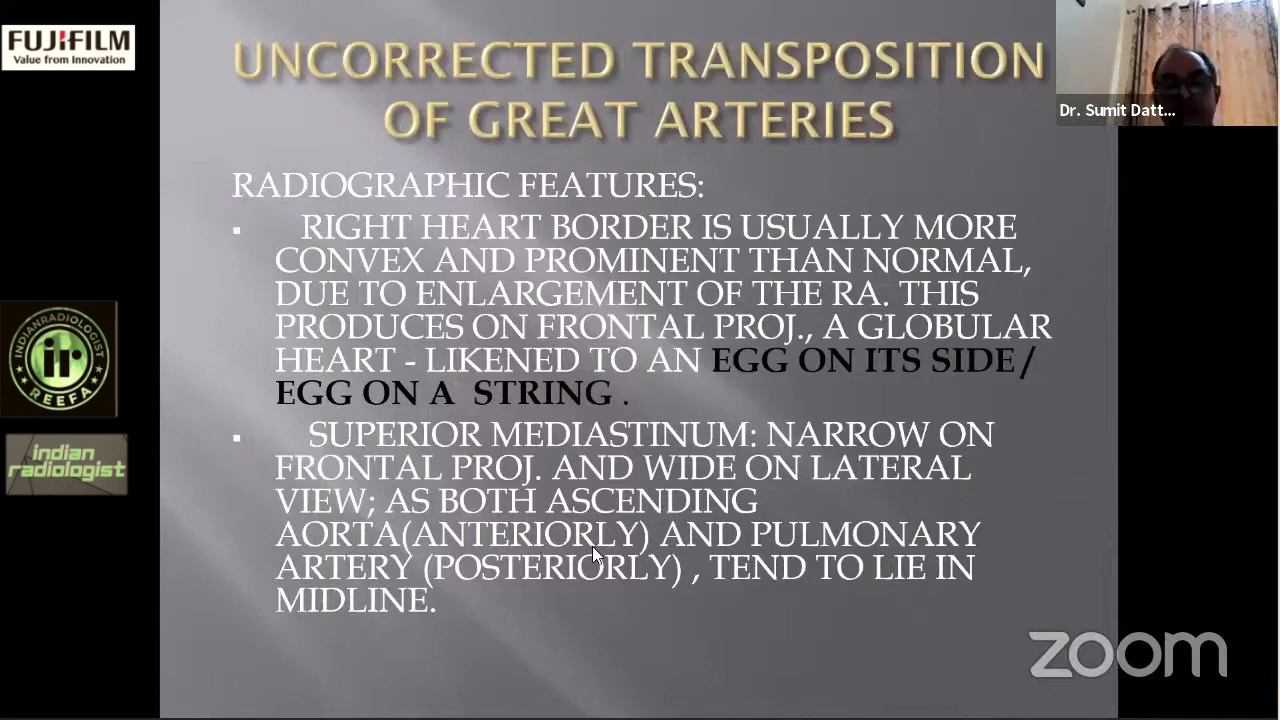 FUJIFILM
Value from Innovation
UNCORRECTED TRANSPOSITION
OF GREAT ARTERIES
Dr. Sumit Datt...
RADIOGRAPHIC FEATURES:
▪ RIGHT HEART BORDER IS USUALLY MORE
CONVEX AND PROMINENT THAN NORMAL,
DUE TO ENLARGEMENT OF THE RA. THIS
PRODUCES ON FRONTAL PROJ., A GLOBULAR
HEART - LIKENED TO AN EGG ON ITS SIDE/
EGG ON A STRING .
▪ SUPERIOR MEDIASTINUM: NARROW ON
FRONTAL PROJ. AND WIDE ON LATERAL
VIEW; AS BOTH ASCENDING
AORTA(ANTERIORLY) AND PULMONARY
ARTERY (POSTERIORLY) , TEND TO LIE IN
MIDLINE.
INDIANRADIOLOGIST
ir
REEFA
indian
radiologist
zoom